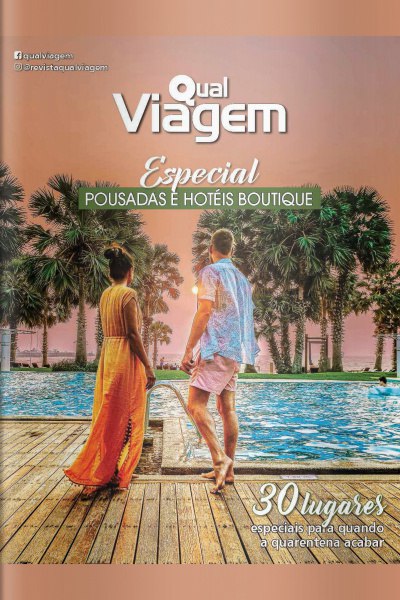 qualviagem
@revistaqualviagem
Qual
Viagem
Especial
POUSADAS E HOTÉIS BOUTIQUE
30 lugares
especiais para quando
a quarentena acabar